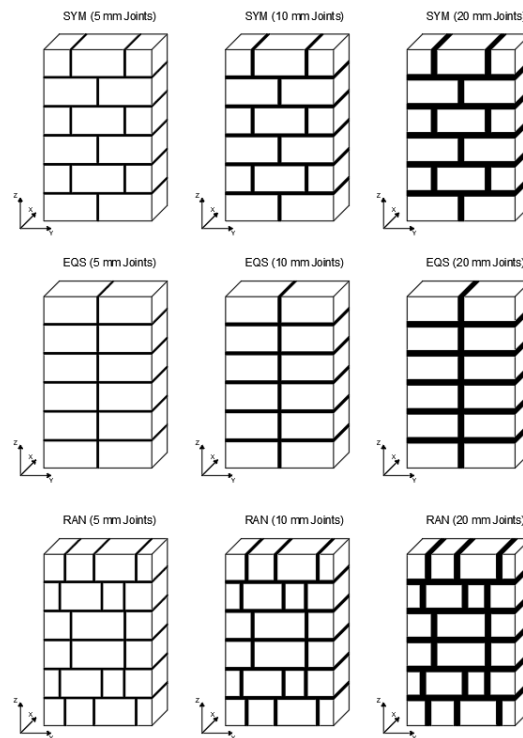 SYM (5 mm Joints) SYM (10 mm Joints) SYM (20 mm Joints)
Z X Y Z X Y Z X Y
EQS (5 mm Joints) EQS (10 mm Joints) EQS (20 mm Joints)
Z X Y Z X Y Z X Y
RAN (5 mm Joints) RAN (10 mm Joints) RAN (20 mm Joints)
Z X Y Z X Y Z X Y